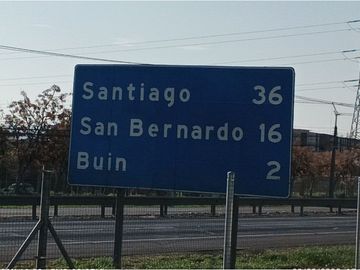 Santiago 36
San Bernardo 16
Buin 2